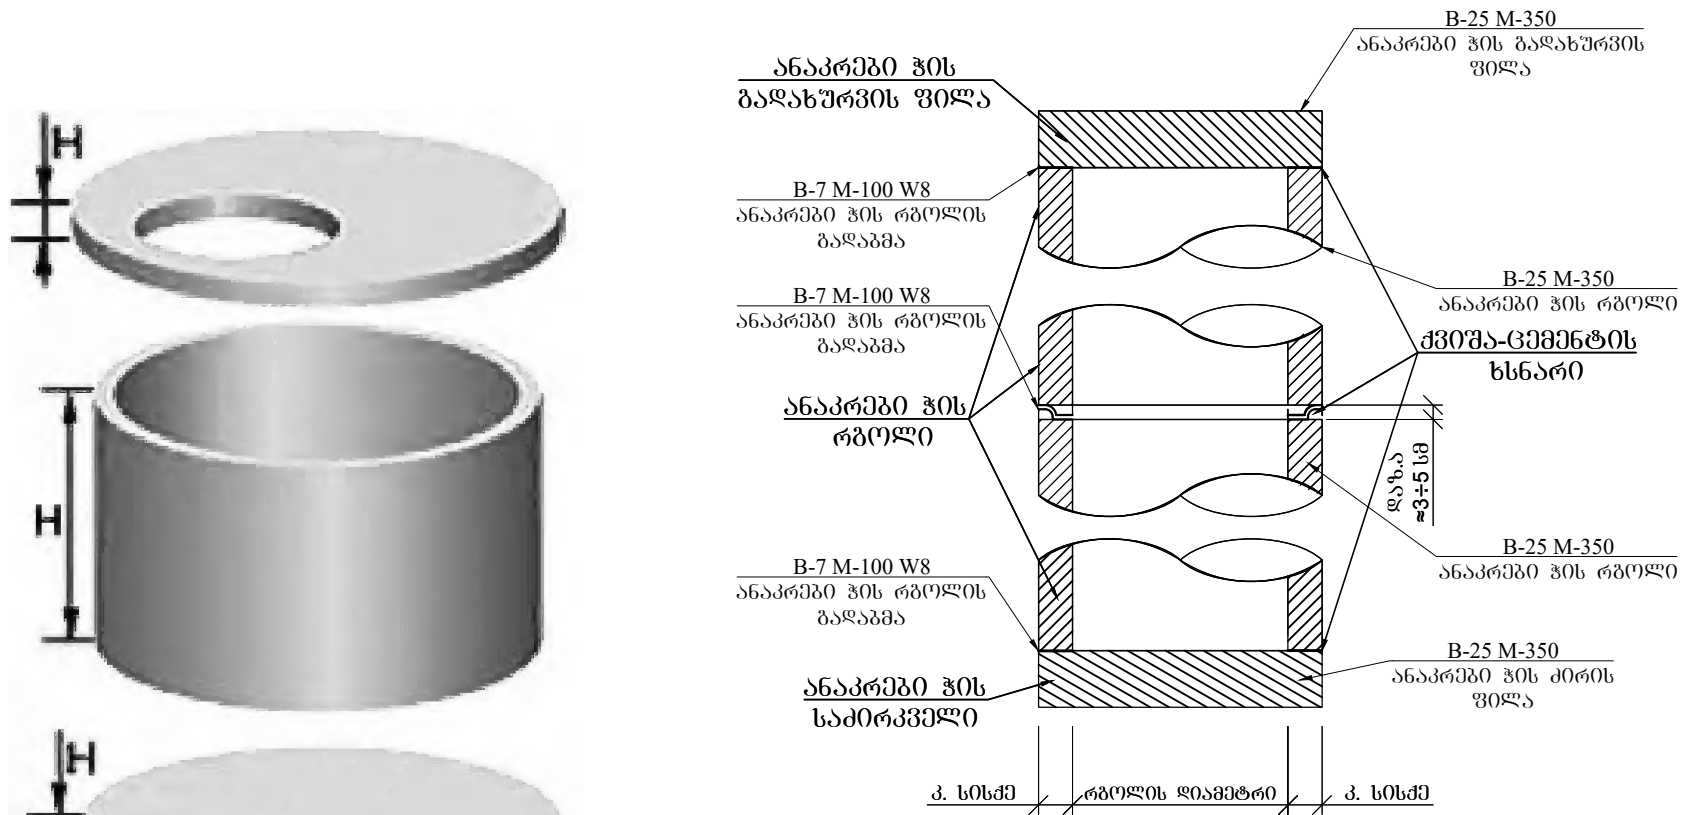 H
H
H
B-25 M-350
ანაკრები ჭის გადახურვის
ფილა
ანაკრები ჭის
გადახურვის ფილა
B-7 M-100 W8
ანაკრები ჭის რგოლის
გადაბმა
B-25 M-350
ანაკრები ჭის რგოლი
B-7 M-100 W8
ანაკრები ჭის რგოლის
გადაბმა
ქვიშა-ცემენტის
ხსნარი
ანაკრები ჭის
რგოლი
დაზ.ა
≈3÷5 სმ
B-25 M-350
ანაკრები ჭის რგოლი
B-7 M-100 W8
ანაკრები ჭის რგოლის
გადაბმა
B-25 M-350
ანაკრები ჭის ძირის
ფილა
ანაკრები ჭის
საძირკველი
კ. სისქე
რგოლის დიამეტრი
კ. სისქე